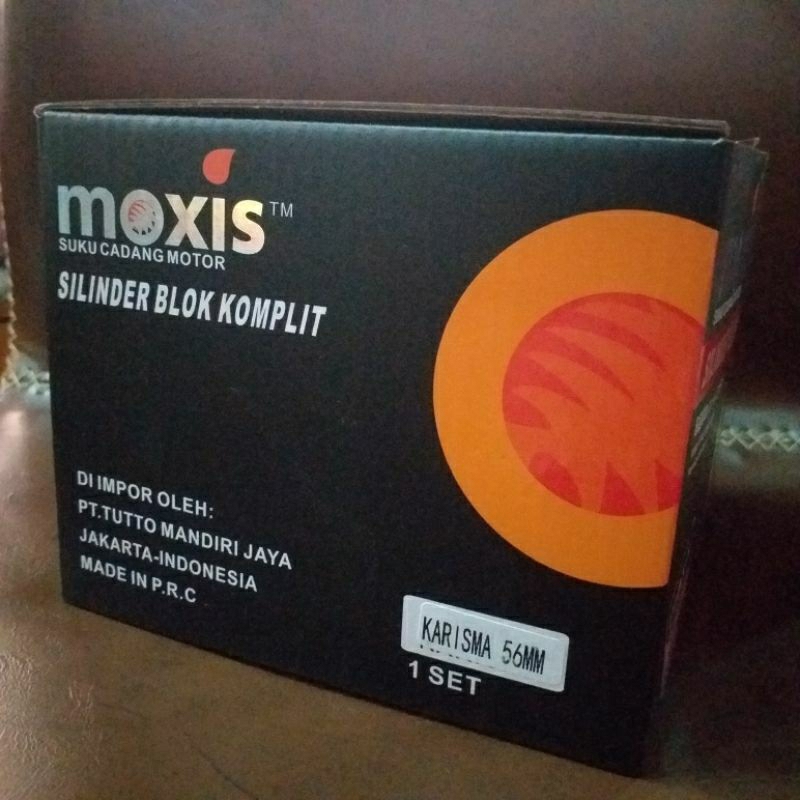 moxis™
SUKU CADANG MOTOR
SILINDER BLOK KOMPLIT
DI IMPOR OLEH:
PT.TUTTO MANDIRI JAYA
JAKARTA-INDONESIA
MADE IN P.R.C
KARISMA 56MM
1 SET